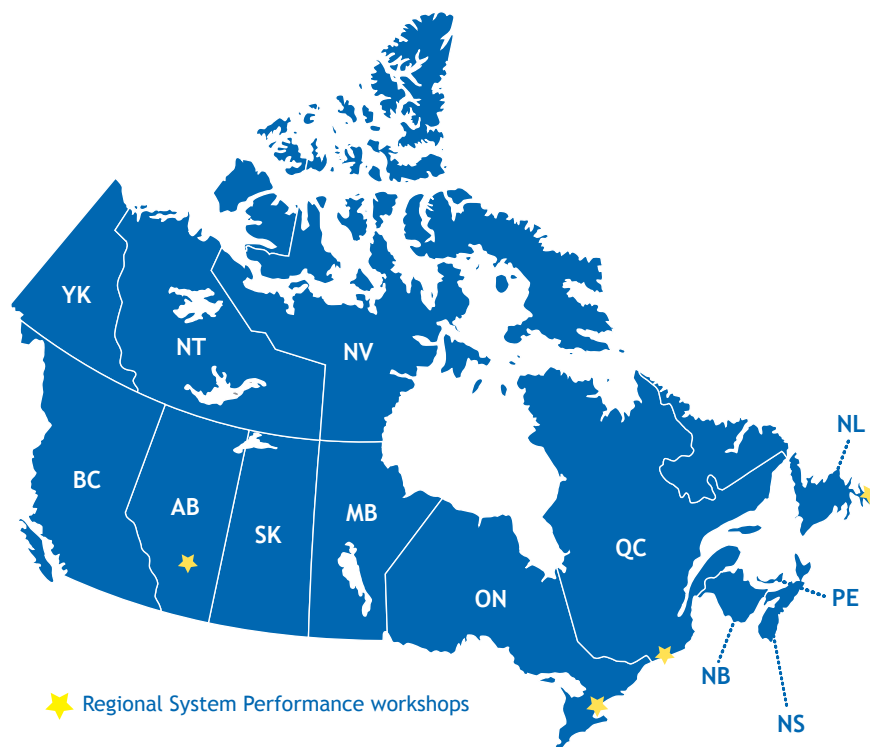 YK
NT
NV
NL
BC
AB
SK
MB
QC
ON
PE
NB
NS
Regional System Performance workshops